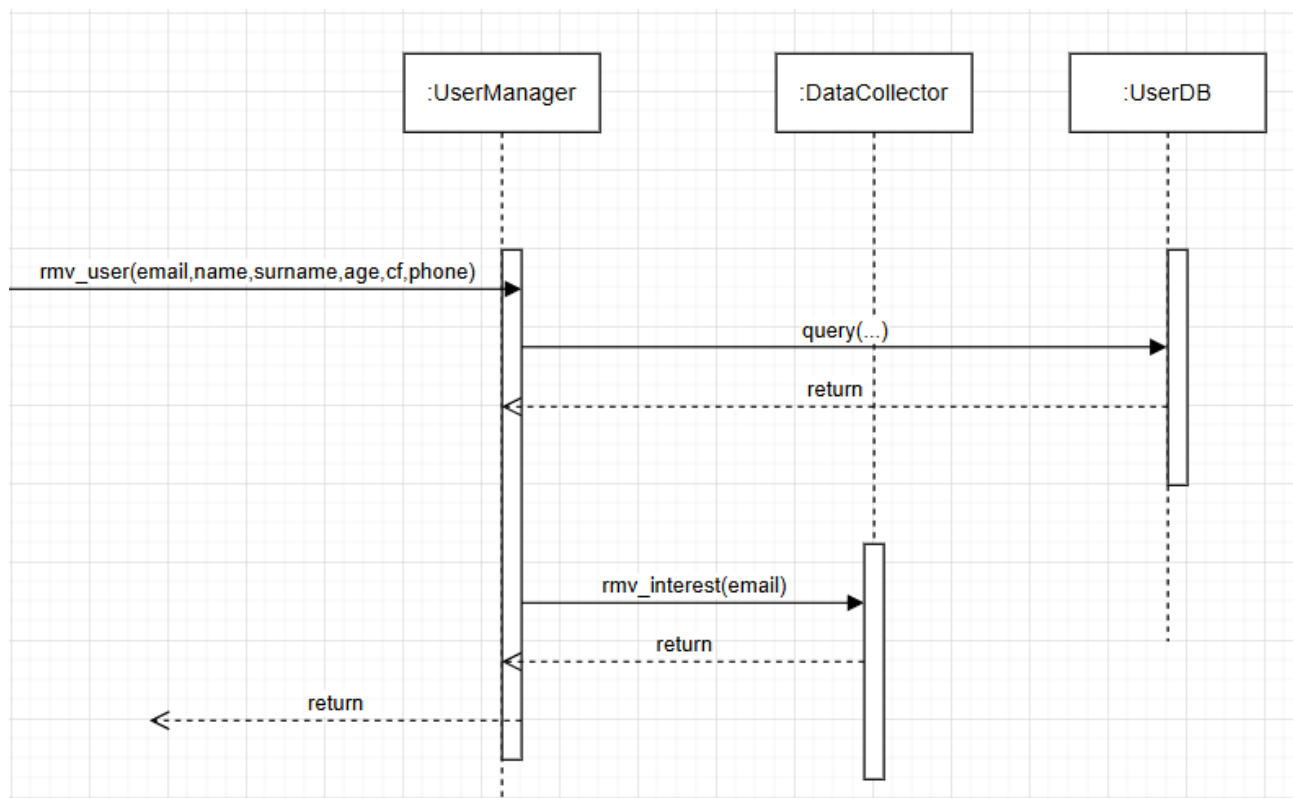 :UserManager
:DataCollector
:UserDB
rmv_user(email,name,surname,age,cf,phone)
query(...)
return
rmv_interest(email)
return
return